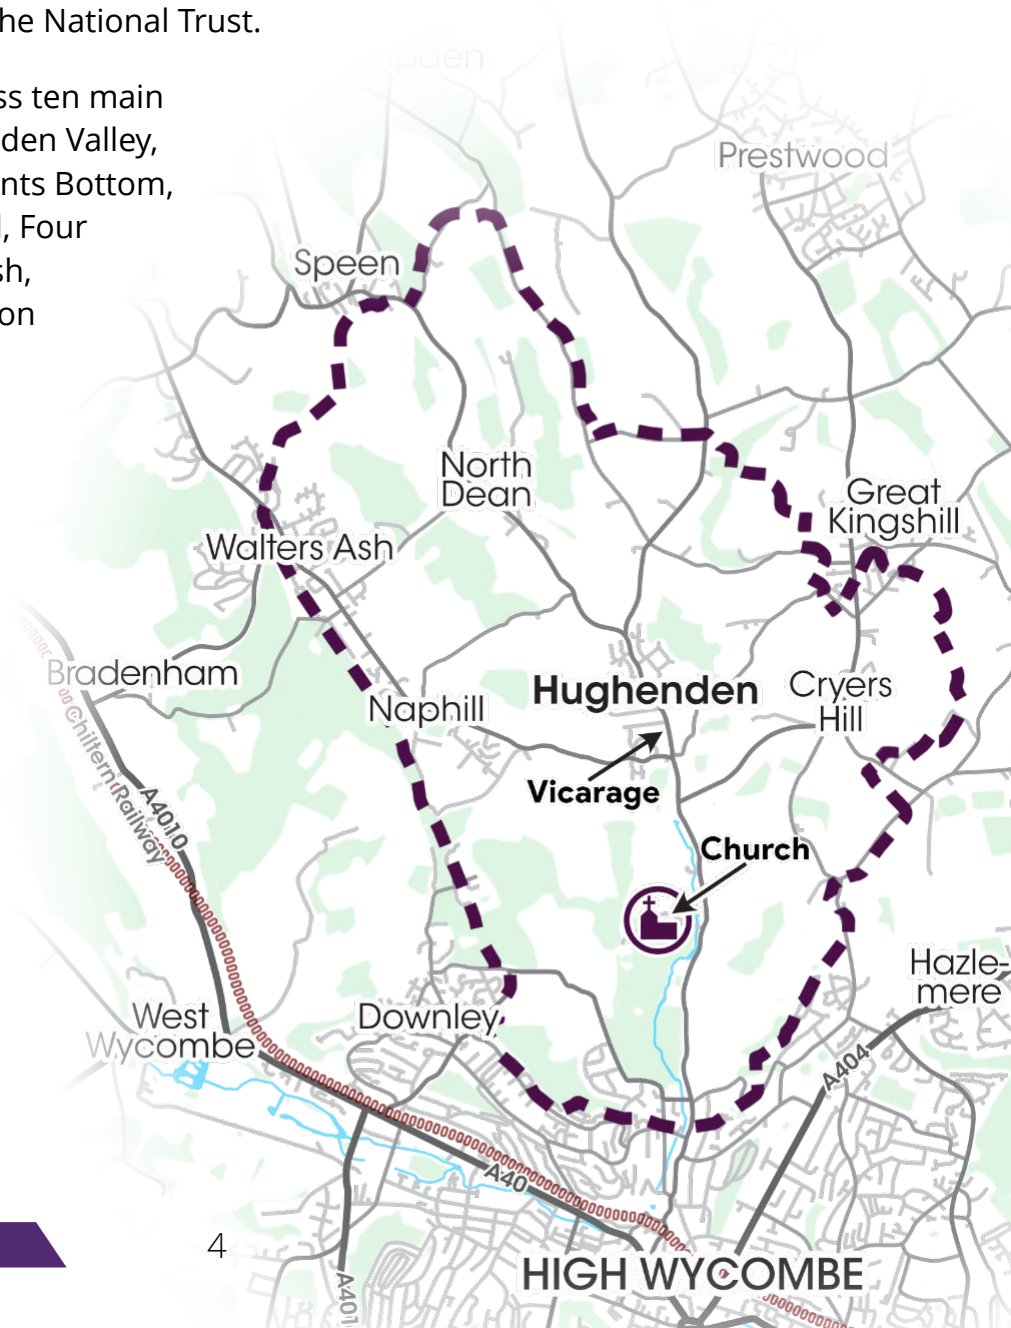 he National Trust.
ss ten main
den Valley,
nts Bottom,
l, Four
sh,
on
pden
Prestwood
Speen
North
Dean
Great
Kingshill
Walters Ash
Bradenham
Naphill
Hughenden
Cryers
Hill
Vicarage
Church
Chiltern Railway
A4010
Hazle-
mere
West
Wycombe
Downley
A404
A40
4
HIGH WYCOMBE
A401